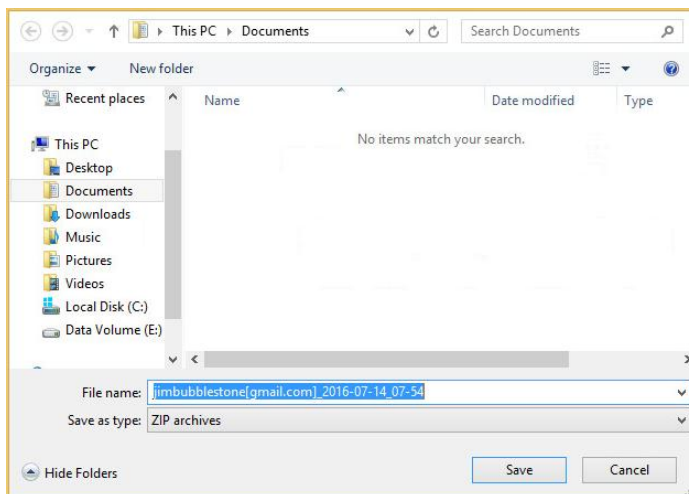 This PC Documents Search Documents
Organize New folder
Recent places
This PC
Desktop
Documents
Downloads
Music
Pictures
Videos
Local Disk (C:)
Data Volume (E:)
Name Date modified Type
No items match your search.
File name: jimbubblestone[gmail.com]_2016-07-14_07-54
Save as type: ZIP archives
Hide Folders Save Cancel